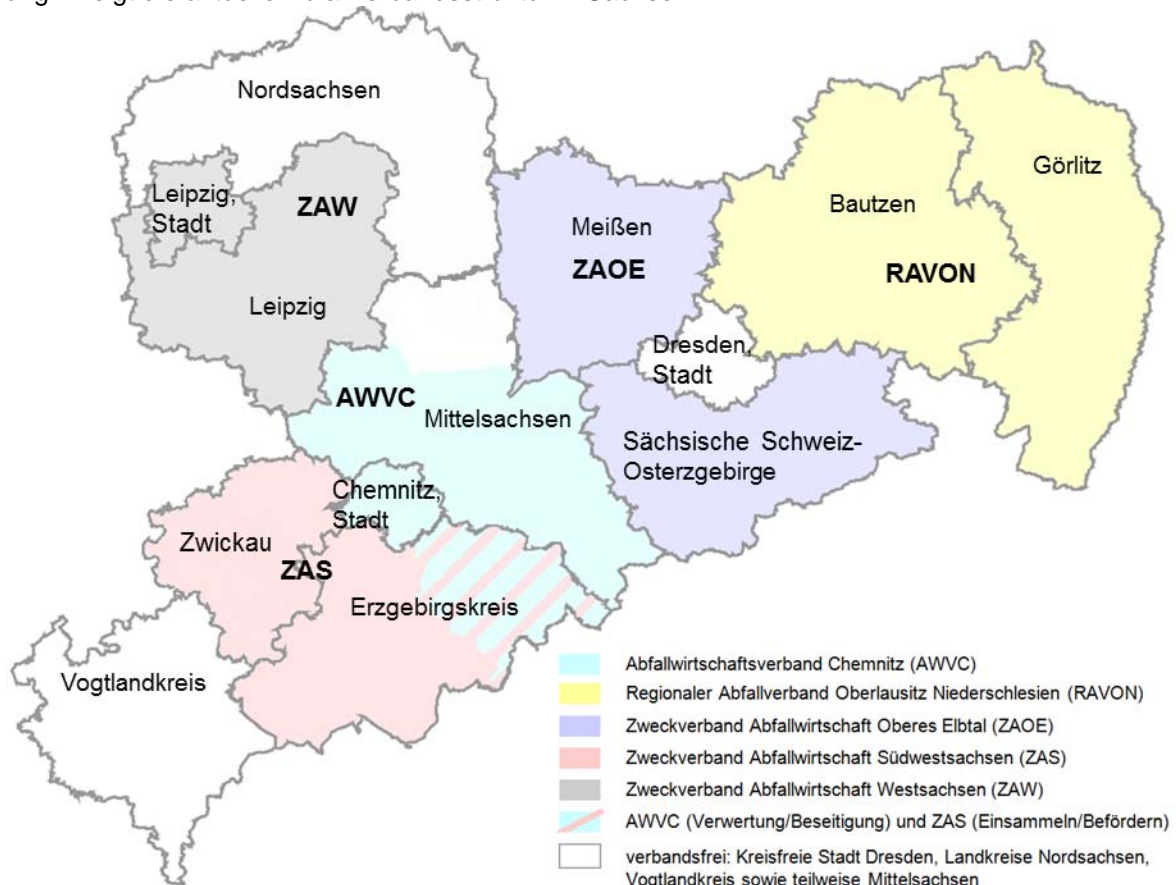 Nordsachsen
Görlitz
Leipzig,
Stadt
ZAW
Bautzen
Meißen
ZAOE
RAVON
Leipzig
Dresden,
Stadt
AWVC
Mittelsachsen
Sächsische Schweiz-
Osterzgebirge
Chemnitz,
Stadt
Zwickau
ZAS
Erzgebirgskreis
Vogtlandkreis
Abfallwirtschaftsverband Chemnitz (AWVC)
Regionaler Abfallverband Oberlausitz Niederschlesien (RAVON)
Zweckverband Abfallwirtschaft Oberes Elbtal (ZAOE)
Zweckverband Abfallwirtschaft Südwestsachsen (ZAS)
Zweckverband Abfallwirtschaft Westsachsen (ZAW)
AWVC (Verwertung/Beseitigung) und ZAS (Einsammeln/Befördern)
verbandsfrei: Kreisfreie Stadt Dresden, Landkreise Nordsachsen,
Vogtlandkreis sowie teilweise Mittelsachsen